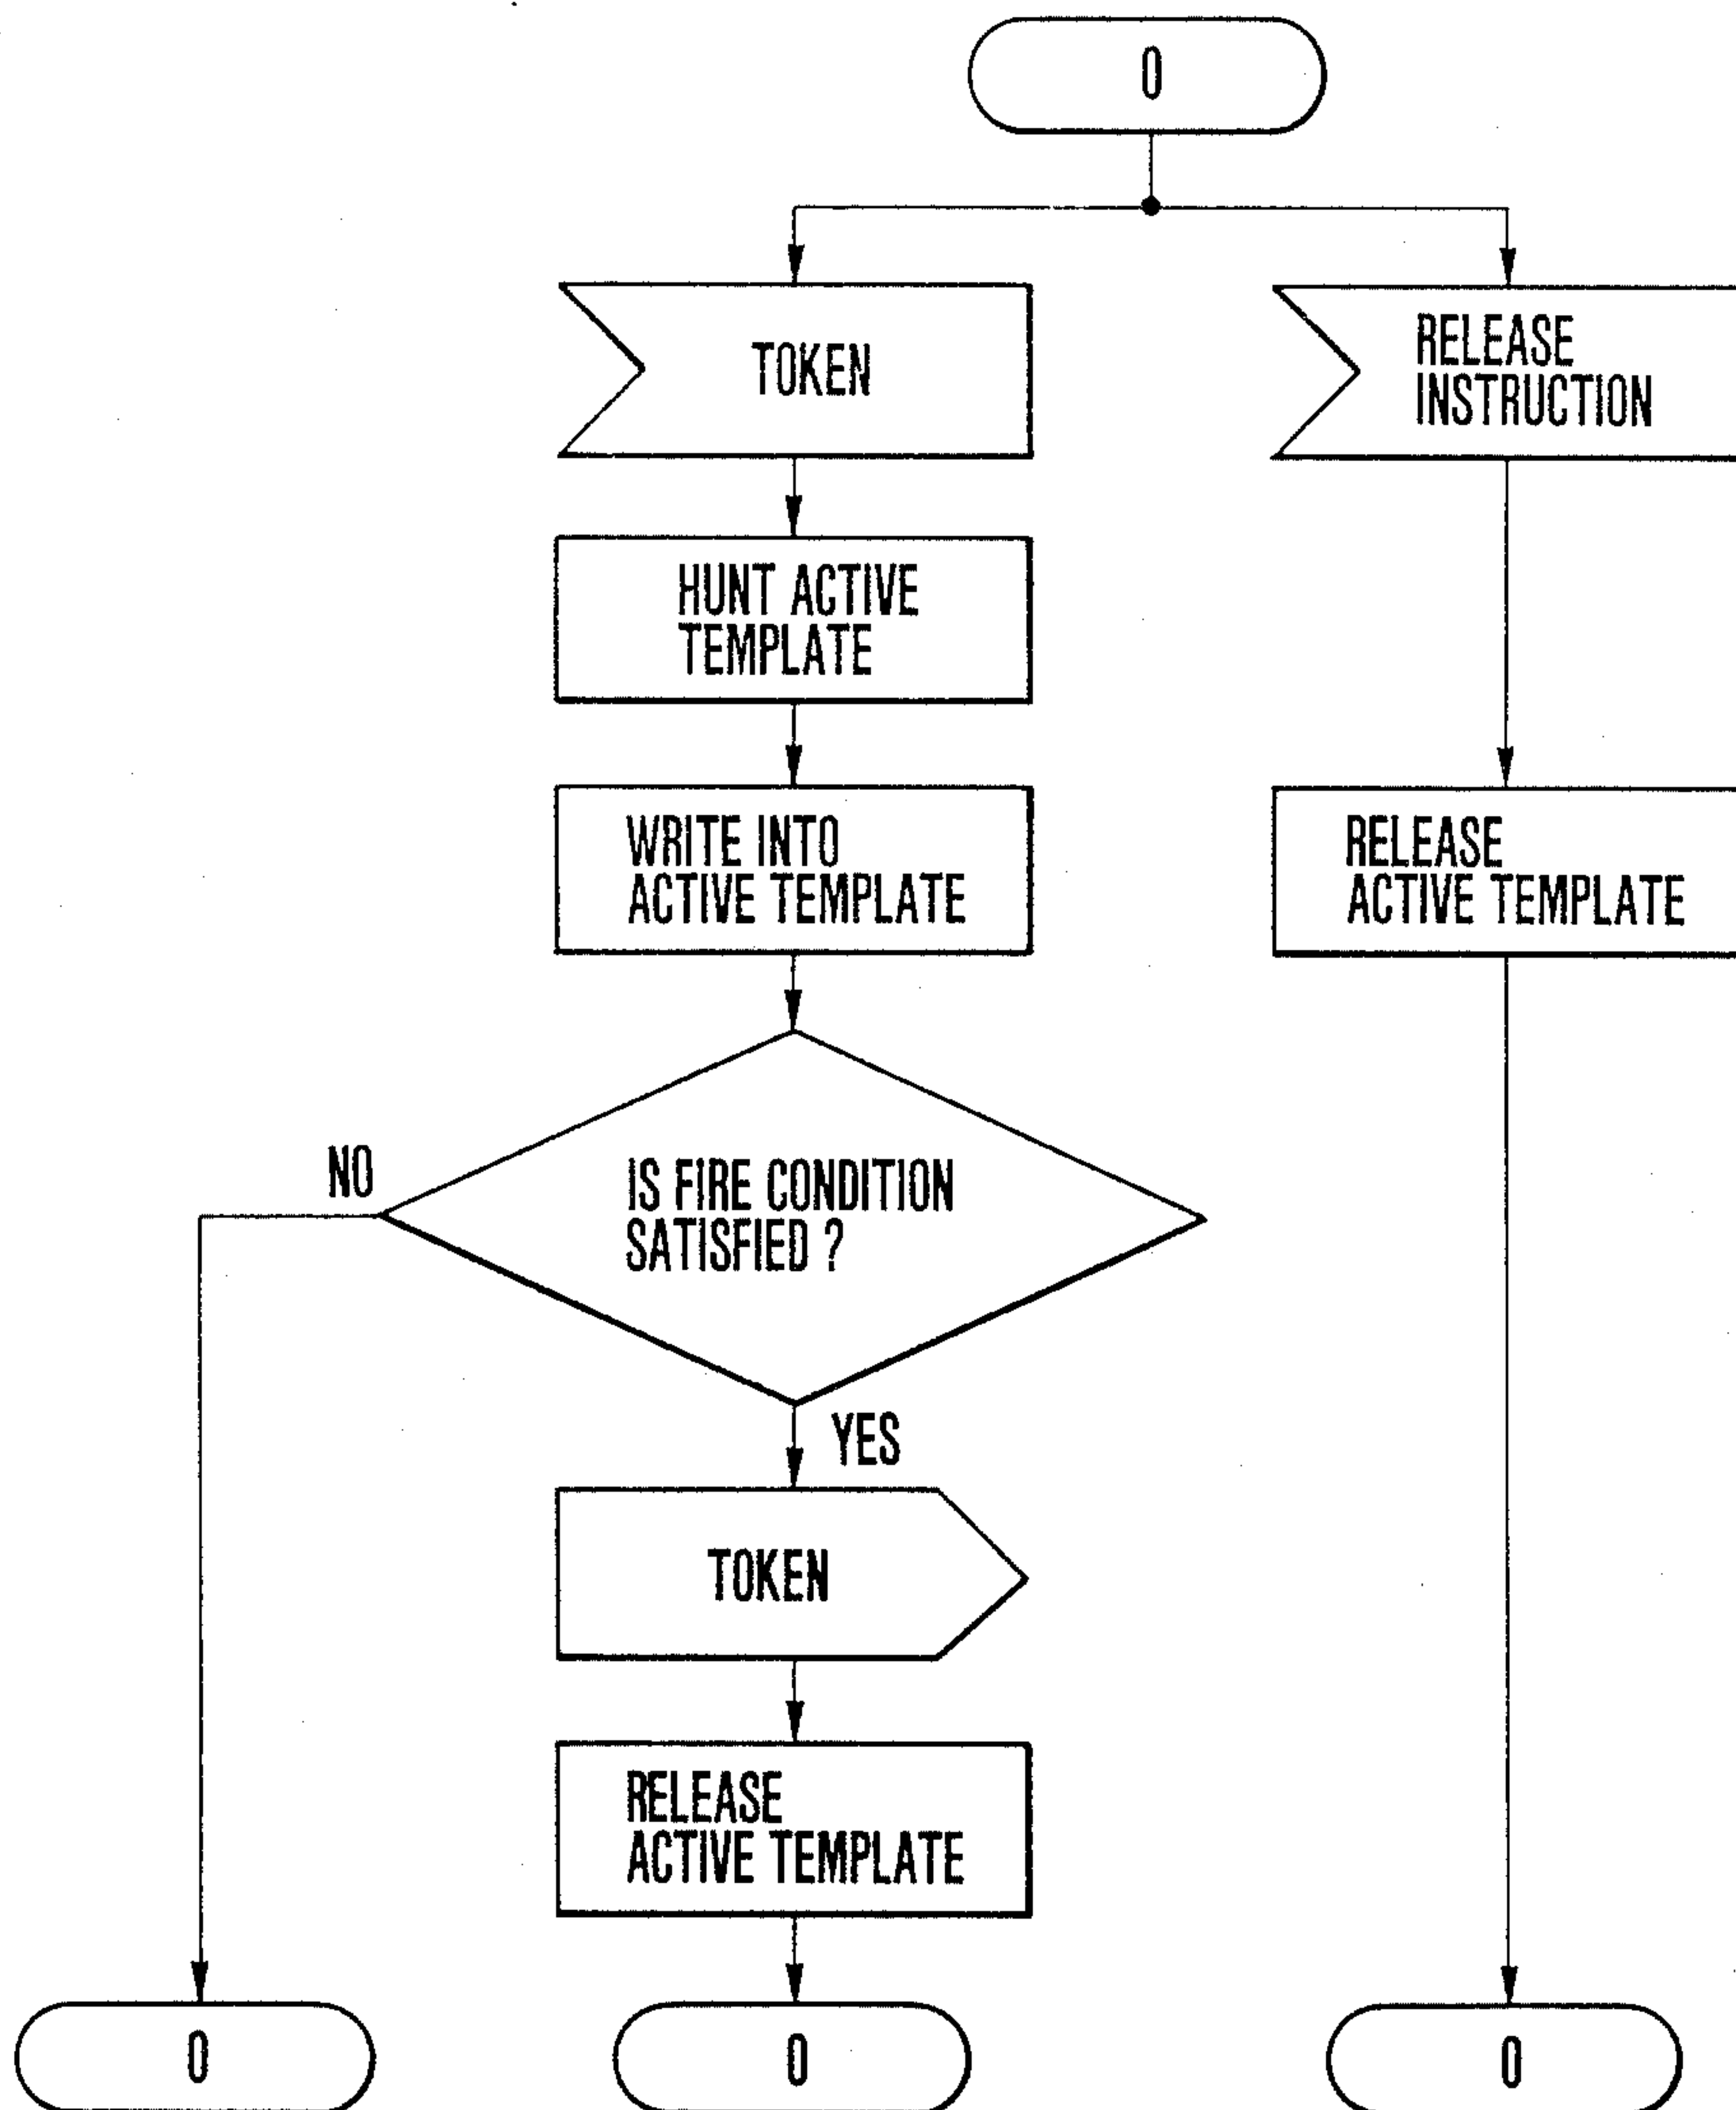 0
TOKEN
RELEASE
INSTRUCTION
HUNT ACTIVE
TEMPLATE
WRITE INTO
ACTIVE TEMPLATE
RELEASE
ACTIVE TEMPLATE
NO
IS FIRE CONDITION
SATISFIED ?
YES
TOKEN
RELEASE
ACTIVE TEMPLATE
0
0
0